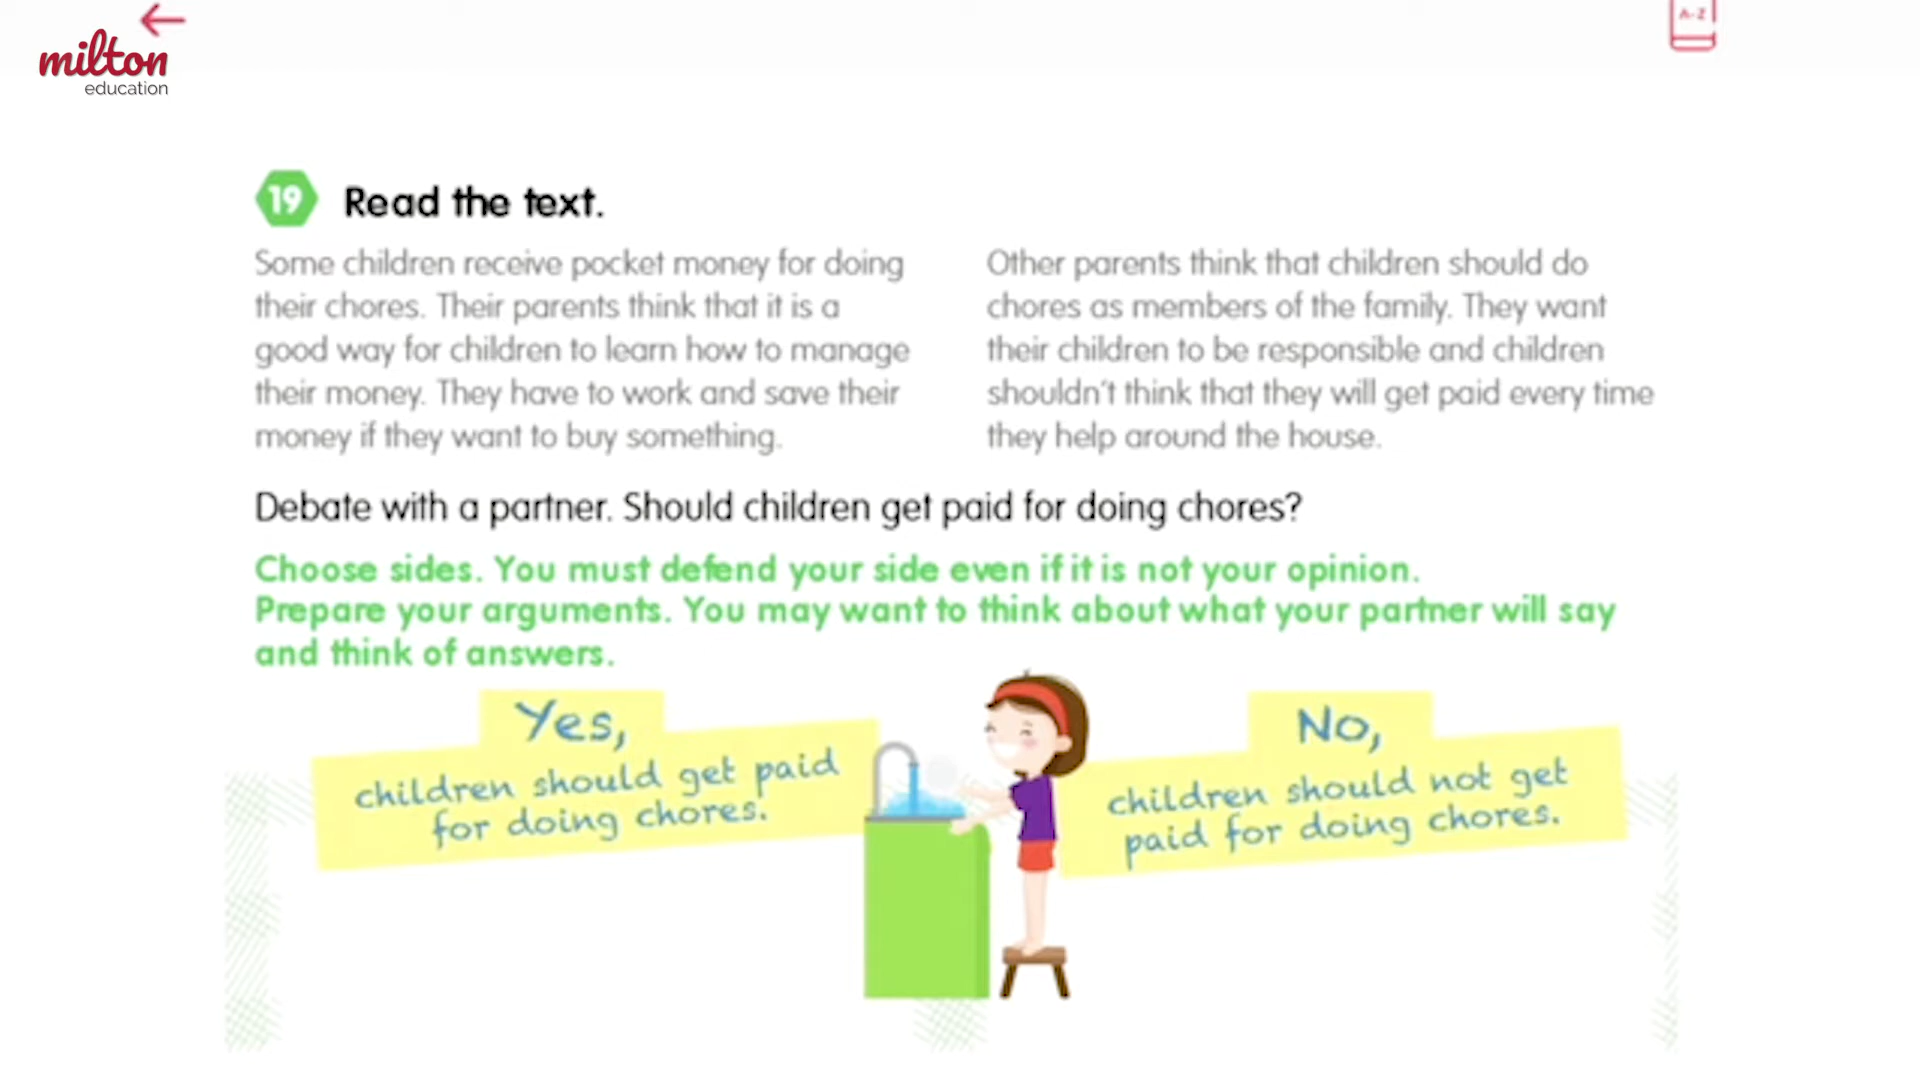 milton
education
A-Z
19 Read the text.
Some children receive pocket money for doing
their chores. Their parents think that it is a
good way for children to learn how to manage
their money. They have to work and save their
money if they want to buy something.
Other parents think that children should do
chores as members of the family. They want
their children to be responsible and children
shouldn't think that they will get paid every time
they help around the house.
Debate with a partner. Should children get paid for doing chores?
Choose sides. You must defend your side even if it is not your opinion.
Prepare your arguments. You may want to think about what your partner will say
and think of answers.
Yes,
children should get paid
for doing chores.
No,
children should not get
paid for doing chores.